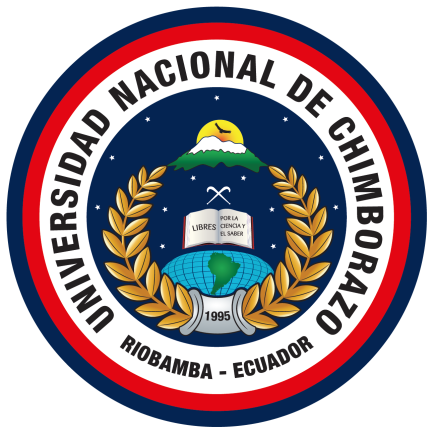 UNIVERSIDAD NACIONAL DE CHIMBORAZO
LIBRES
POR LA
CIENCIA Y
EL SABER
1995
RIOBAMBA - ECUADOR